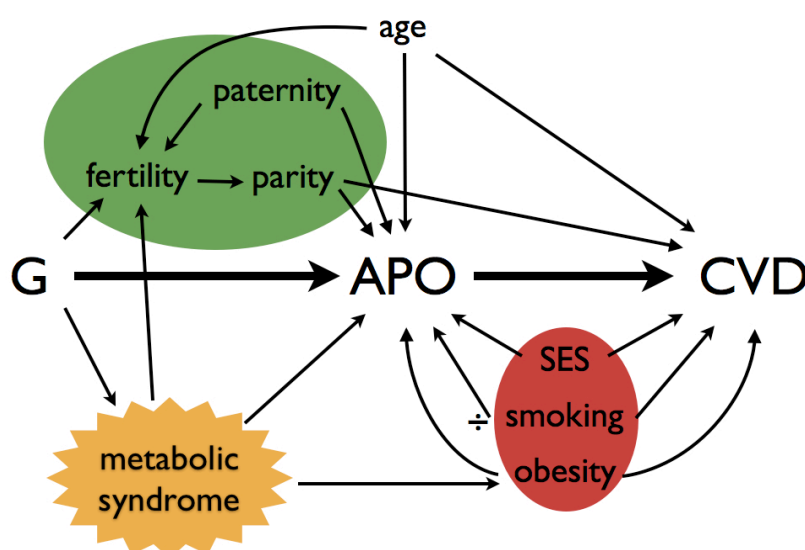 age
paternity
fertility
parity
G
APO
CVD
SES
÷ smoking
obesity
metabolic
syndrome